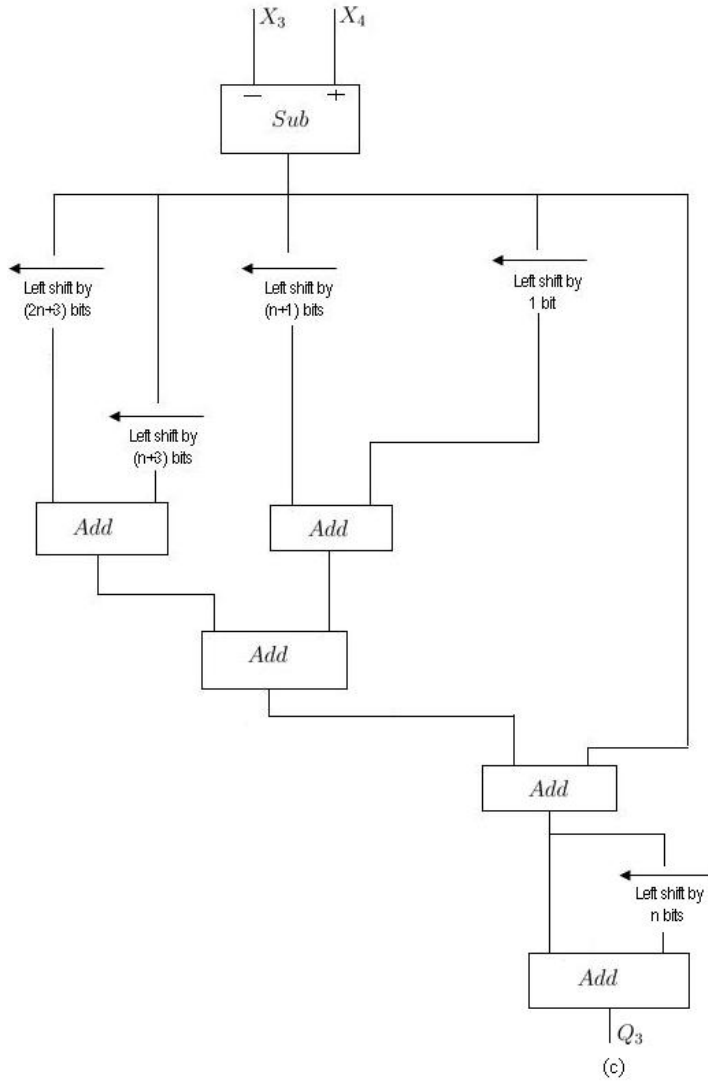 X₃ X₄
− +
Sub
Left shift by
(2n+3) bits
Left shift by
(n+1) bits
Left shift by
1 bit
Left shift by
(n+3) bits
Add
Add
Add
Add
Left shift by
n bits
Add
Q₃
(c)